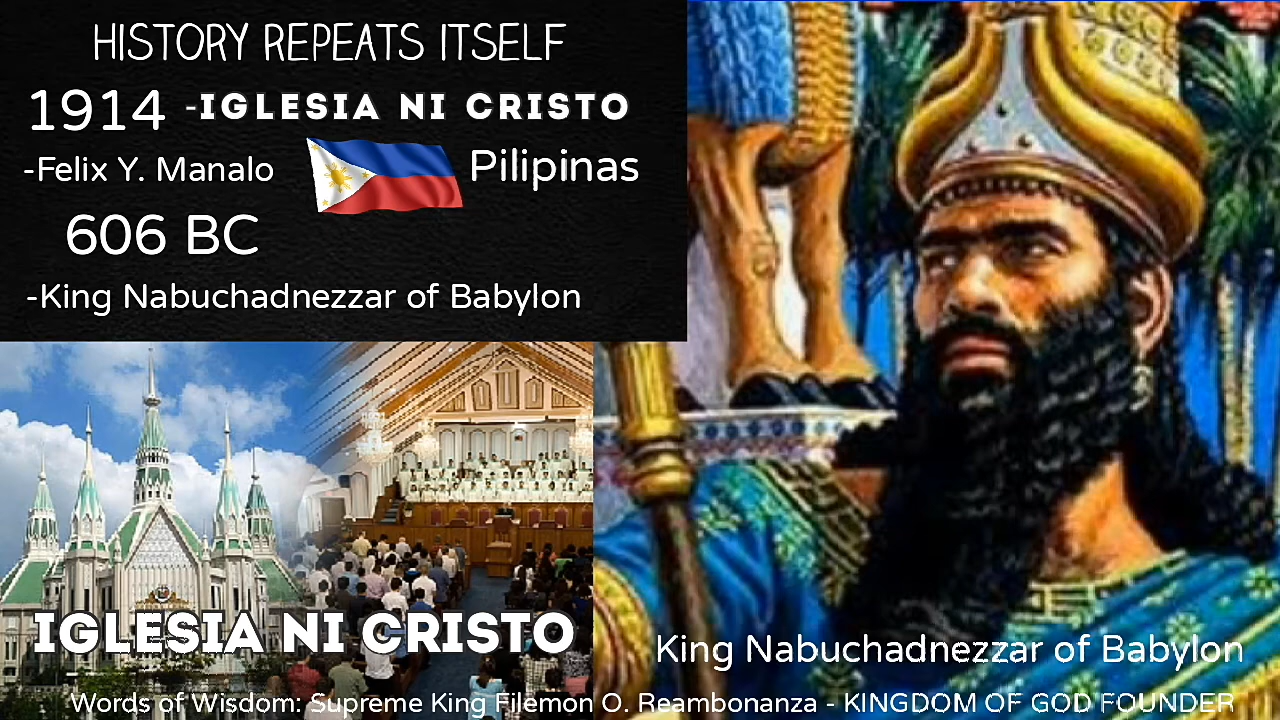 HISTORY REPEATS ITSELF
1914 -IGLESIA NI CRISTO
-Felix Y. Manalo Pilipinas
606 BC
-King Nabuchadnezzar of Babylon
IGLESIA NI CRISTO
King Nabuchadnezzar of Babylon
Words of Wisdom: Supreme King Filemon O. Reambonanza - KINGDOM OF GOD FOUNDER